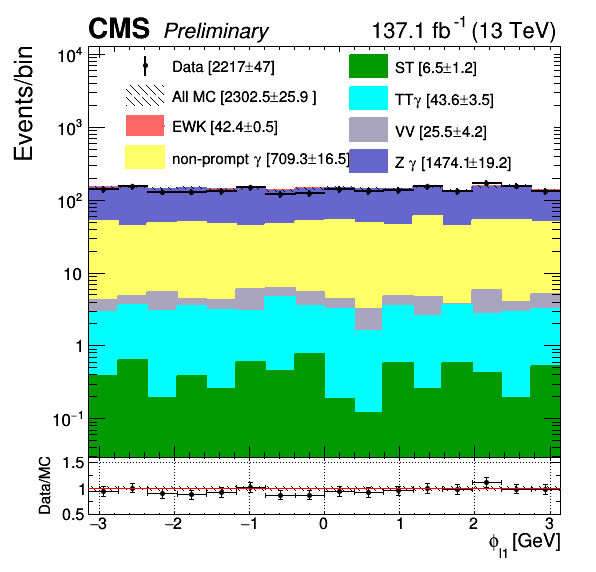 CMS Preliminary 137.1 fb⁻¹ (13 TeV)
Events/bin
10⁴
10³
10²
10
1
10⁻¹
Data [2217±47]
All MC [2302.5±25.9 ]
EWK [42.4±0.5]
non-prompt γ [709.3±16.5]
ST [6.5±1.2]
TTγ [43.6±3.5]
VV [25.5±4.2]
Z γ [1474.1±19.2]
Data/MC
1.5
1
0.5
−3 −2 −1 0 1 2 3
ϕ_l1 [GeV]